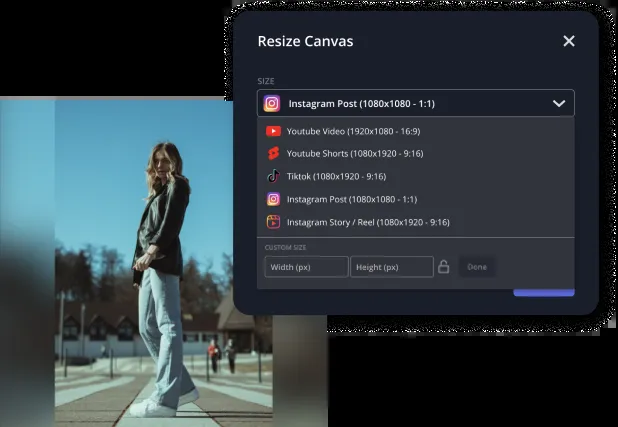 Resize Canvas
SIZE
Instagram Post (1080x1080 - 1:1)
Youtube Video (1920x1080 - 16:9)
Youtube Shorts (1080x1920 - 9:16)
Tiktok (1080x1920 - 9:16)
Instagram Post (1080x1080 - 1:1)
Instagram Story / Reel (1080x1920 - 9:16)
CUSTOM SIZE
Width (px)
Height (px)
Done